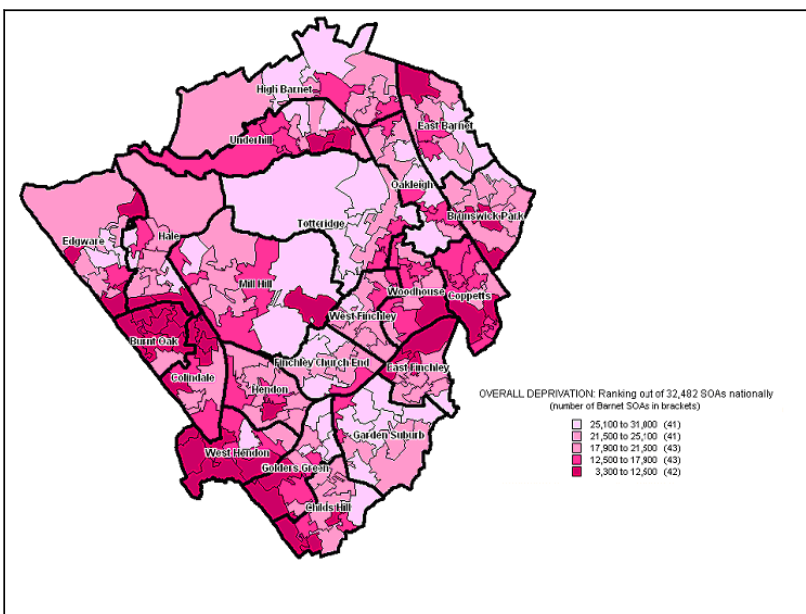 High Barnet
East Barnet
Underhill
Oakleigh
Brunswick Park
Totteridge
Edgware
Hale
Mill Hill
Woodhouse
Coppetts
West Finchley
Burnt Oak
Finchley Church End
East Finchley
Colindale
Hendon
OVERALL DEPRIVATION: Ranking out of 32,482 SOAs nationally
(number of Barnet SOAs in brackets)
25,100 to 31,800 (41)
21,500 to 25,100 (41)
17,900 to 21,500 (43)
12,500 to 17,900 (43)
3,300 to 12,500 (42)
Garden Suburb
West Hendon
Golders Green
Childs Hill